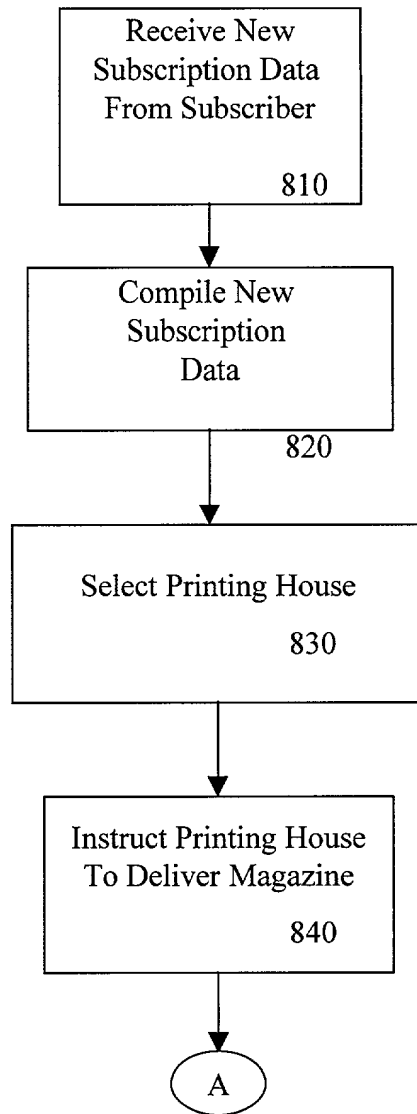 Receive New
Subscription Data
From Subscriber
810
Compile New
Subscription
Data
820
Select Printing House
830
Instruct Printing House
To Deliver Magazine
840
A